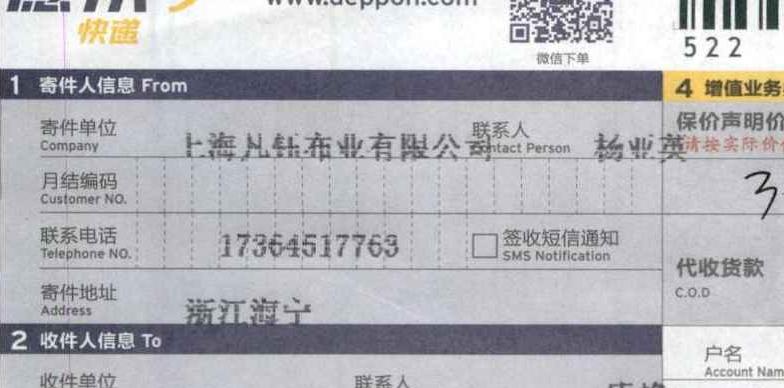 快递
www.deppon.com
微信下单
522
1 寄件人信息 From
4 增值业务
寄件单位
Company
上海凡钰布业有限公司
联系人
Contact Person
杨业英
保价声明价
请按实际价
月结编码
Customer NO.
3
联系电话
Telephone NO.
17364517763
签收短信通知
SMS Notification
代收货款
C.O.D
寄件地址
Address
浙江海宁
2 收件人信息 To
户名
Account Nam
收件单位
联系人